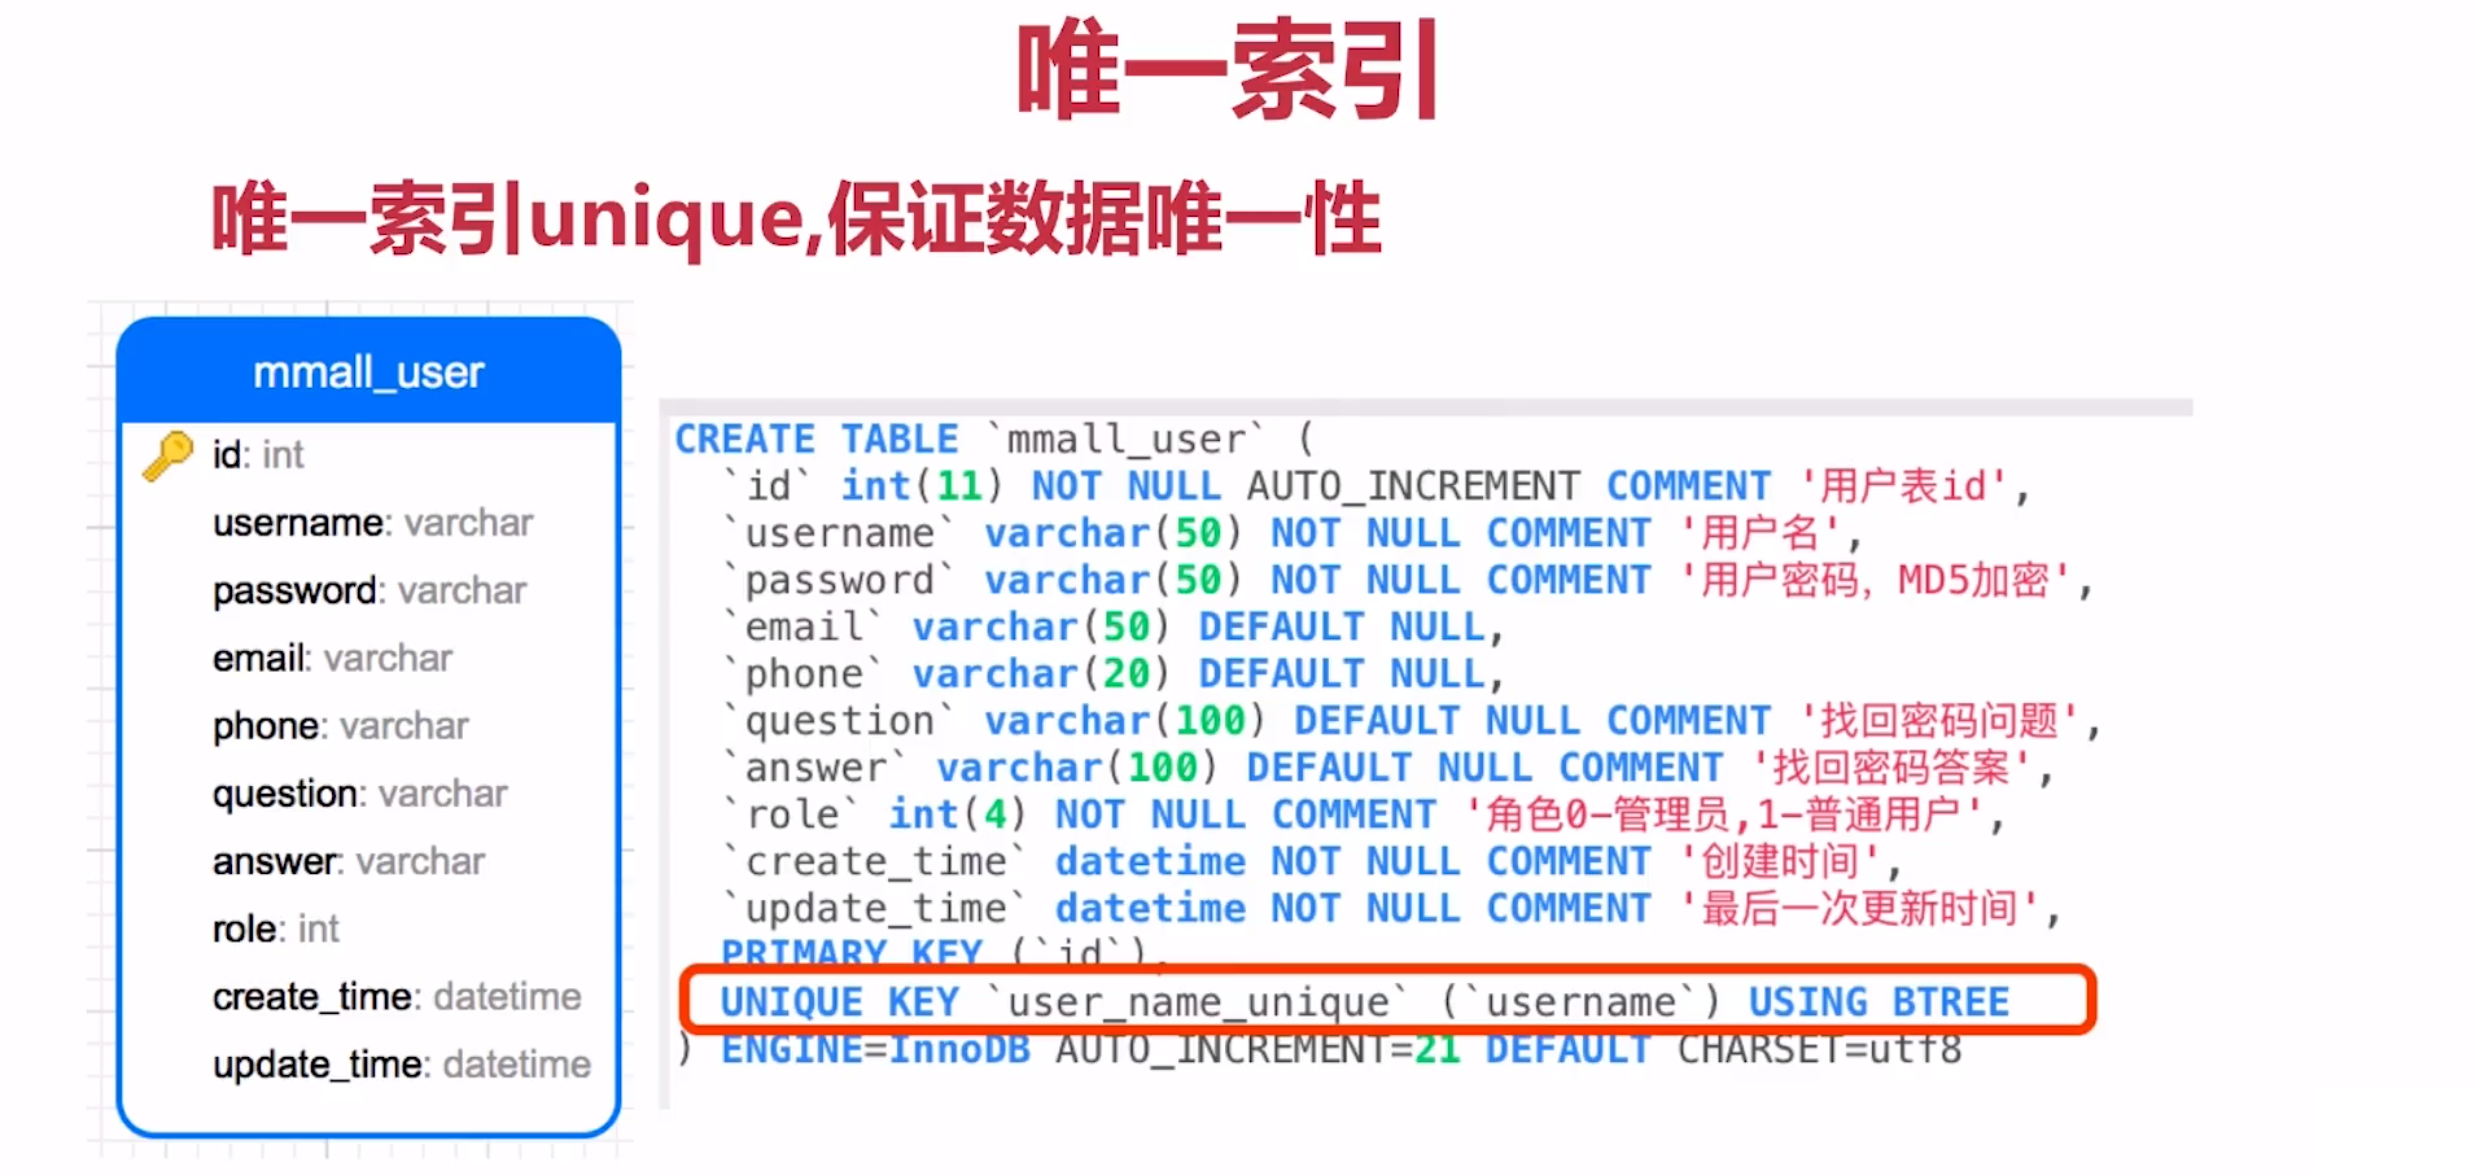 唯一索引
唯一索引unique,保证数据唯一性
mmall_user
id: int
username: varchar
password: varchar
email: varchar
phone: varchar
question: varchar
answer: varchar
role: int
create_time: datetime
update_time: datetime
CREATE TABLE `mmall_user` (
`id` int(11) NOT NULL AUTO_INCREMENT COMMENT '用户表id',
`username` varchar(50) NOT NULL COMMENT '用户名',
`password` varchar(50) NOT NULL COMMENT '用户密码，MD5加密',
`email` varchar(50) DEFAULT NULL,
`phone` varchar(20) DEFAULT NULL,
`question` varchar(100) DEFAULT NULL COMMENT '找回密码问题',
`answer` varchar(100) DEFAULT NULL COMMENT '找回密码答案',
`role` int(4) NOT NULL COMMENT '角色0-管理员,1-普通用户',
`create_time` datetime NOT NULL COMMENT '创建时间',
`update_time` datetime NOT NULL COMMENT '最后一次更新时间',
PRIMARY KEY (`id`),
UNIQUE KEY `user_name_unique` (`username`) USING BTREE
) ENGINE=InnoDB AUTO_INCREMENT=21 DEFAULT CHARSET=utf8